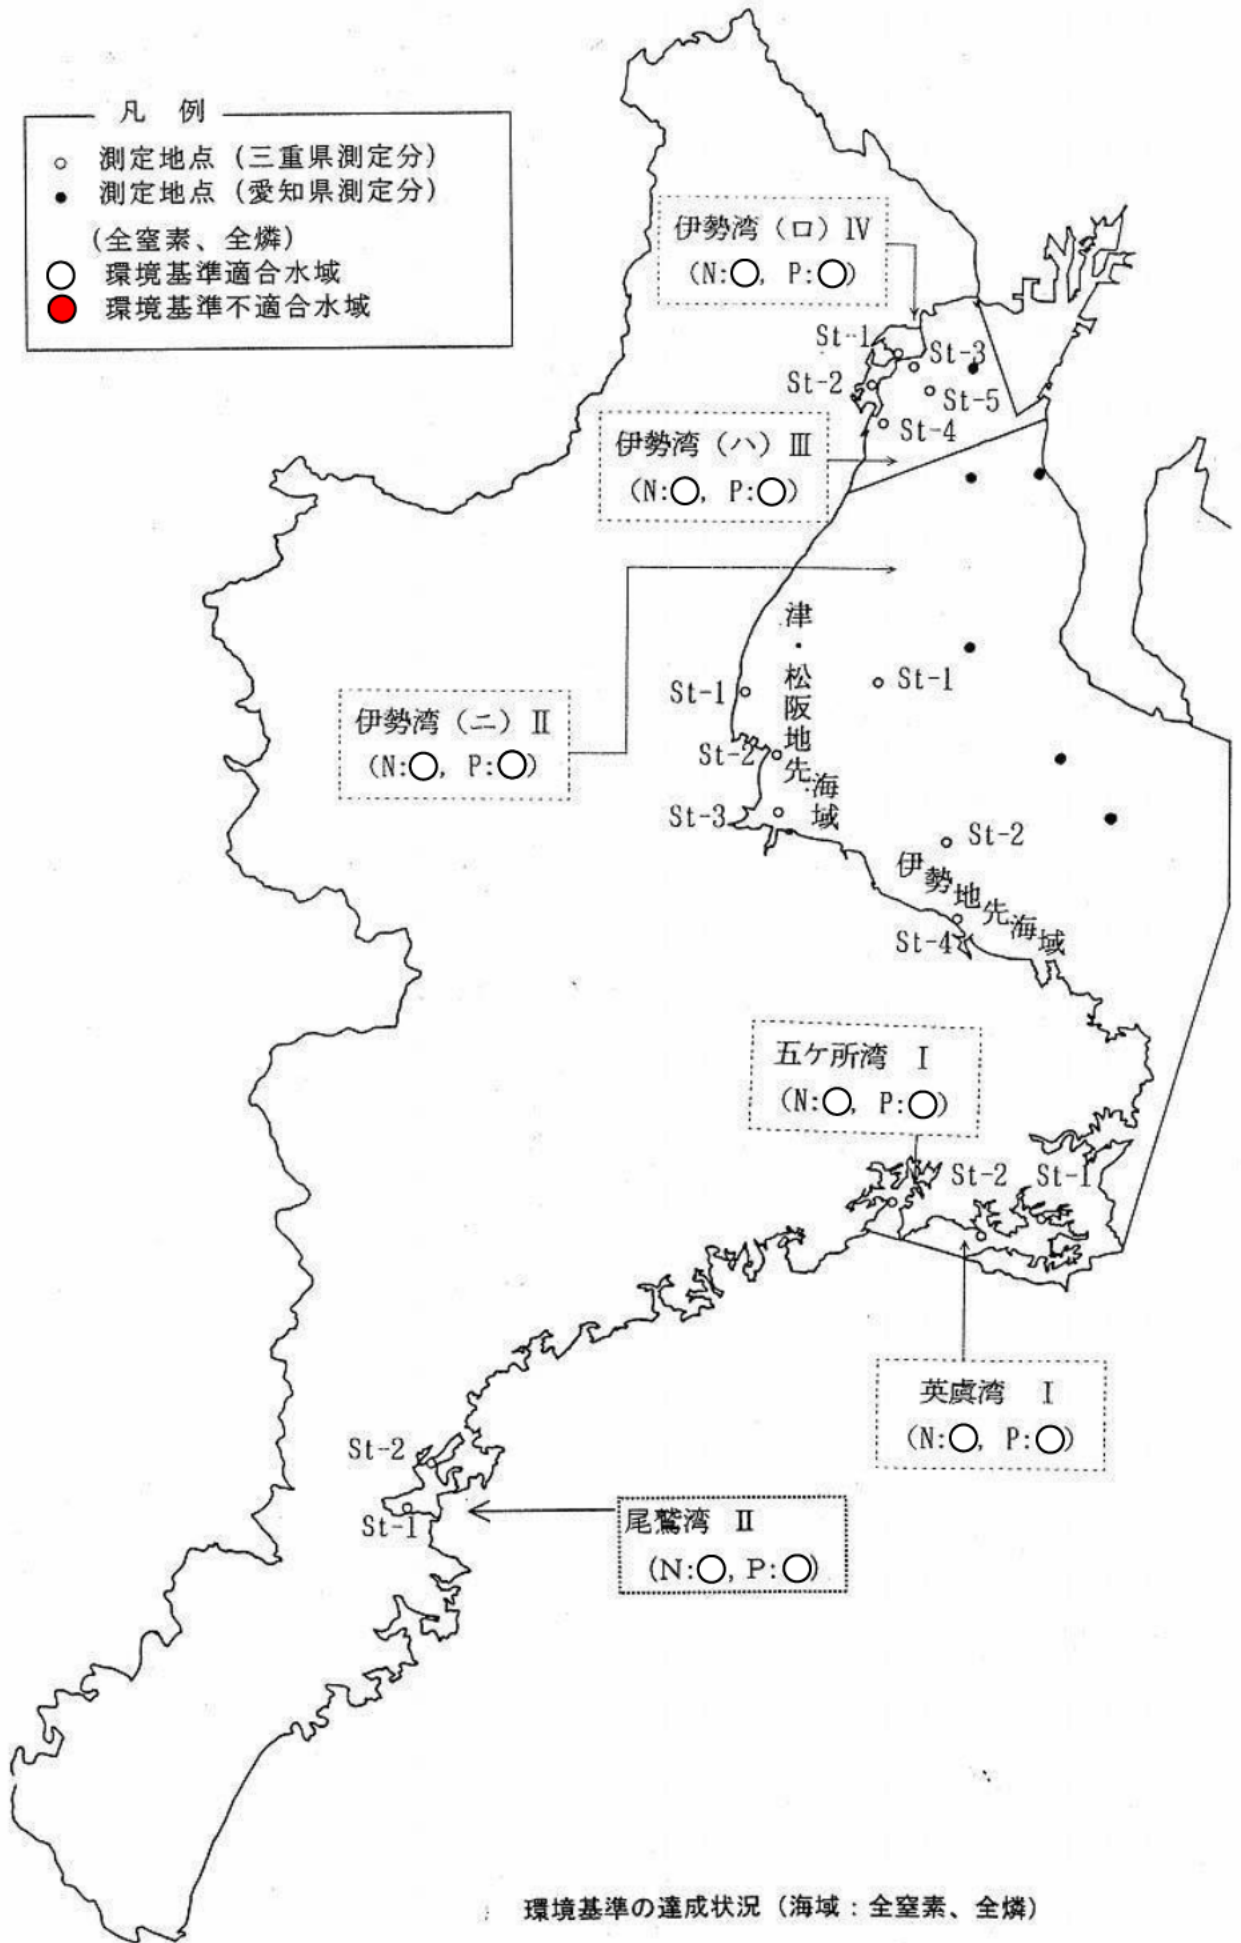 凡 例
○ 測定地点 (三重県測定分)
● 測定地点 (愛知県測定分)
(全窒素、全燐)
○ 環境基準適合水域
● 環境基準不適合水域
伊勢湾 (ロ) Ⅳ
(N:○, P:○)
St-1
St-3
St-2
St-5
St-4
伊勢湾 (ハ) Ⅲ
(N:○, P:○)
津・松阪地先海域
St-1
St-1
伊勢湾 (ニ) Ⅱ
(N:○, P:○)
St-2
St-3
St-2
伊勢地先海域
St-4
五ケ所湾 Ⅰ
(N:○, P:○)
St-2
St-1
英虞湾 Ⅰ
(N:○, P:○)
St-2
St-1
尾鷲湾 Ⅱ
(N:○, P:○)
環境基準の達成状況 (海域:全窒素、全燐)